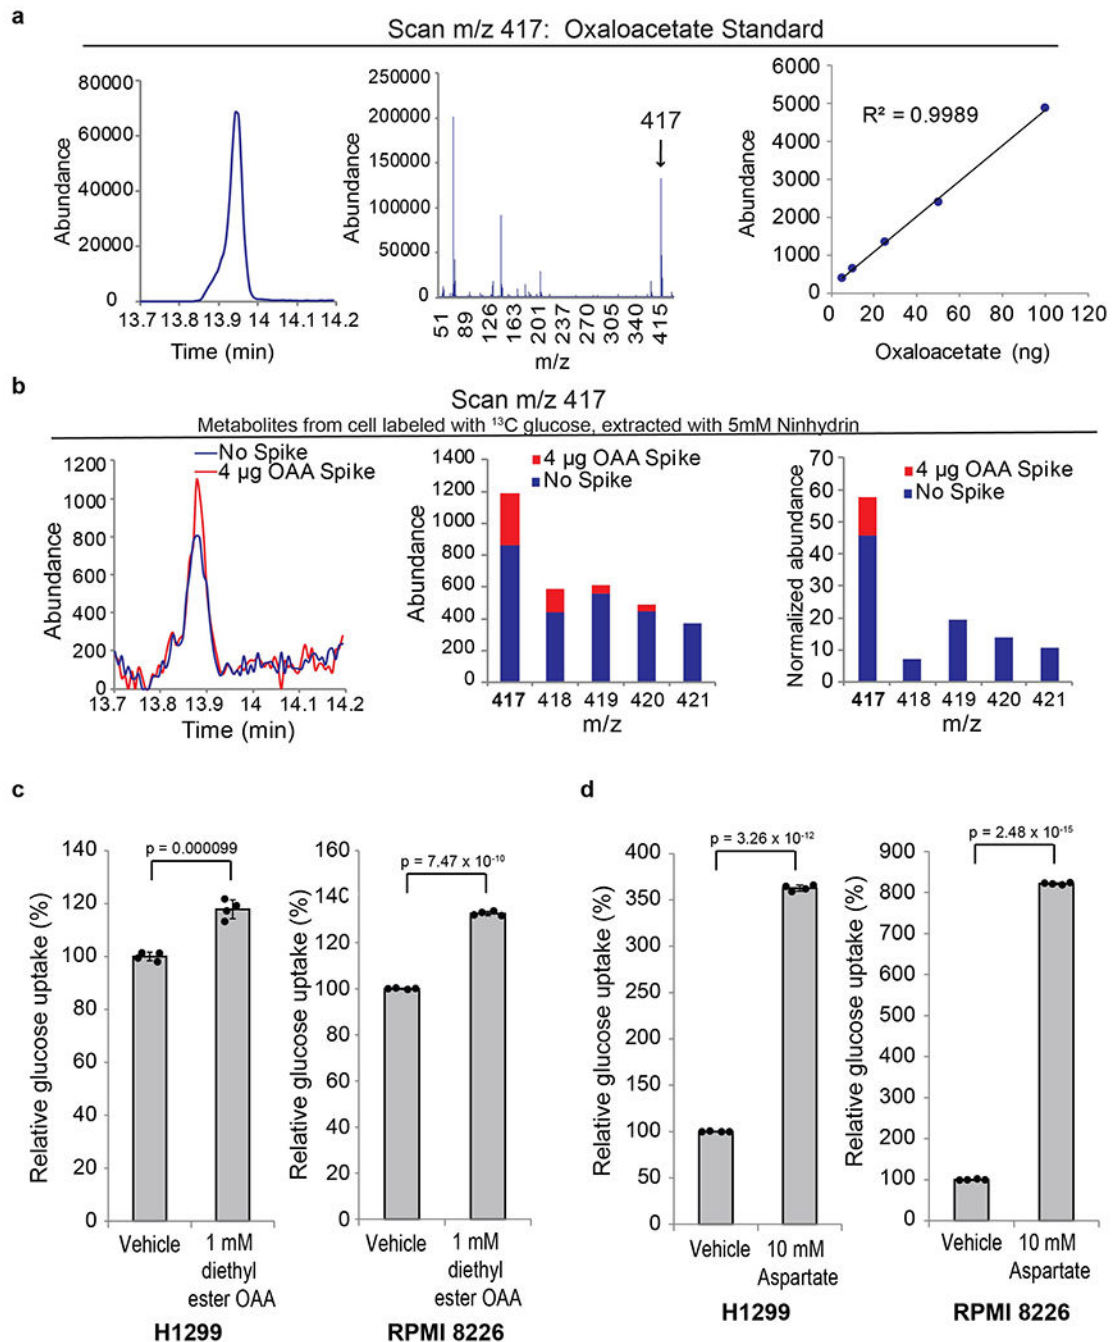 a
Scan m/z 417: Oxaloacetate Standard
Abundance
80000
60000
40000
20000
0
13.7 13.8 13.9 14 14.1 14.2
Time (min)
Abundance
250000
200000
150000
100000
50000
0
417
51 89 126 163 201 237 270 305 340 415
m/z
Abundance
6000
5000
4000
3000
2000
1000
0
R² = 0.9989
0 20 40 60 80 100 120
Oxaloacetate (ng)
b
Scan m/z 417
Metabolites from cell labeled with ¹³C glucose, extracted with 5mM Ninhydrin
No Spike
4 µg OAA Spike
Abundance
1200
1000
800
600
400
200
0
13.7 13.8 13.9 14 14.1 14.2
Time (min)
4 µg OAA Spike
No Spike
Abundance
1400
1200
1000
800
600
400
200
0
417 418 419 420 421
m/z
4 µg OAA Spike
No Spike
Normalized abundance
70
60
50
40
30
20
10
0
417 418 419 420 421
m/z
c
Relative glucose uptake (%)
140
120
100
80
60
40
20
0
p = 0.000099
Vehicle
1 mM
diethyl
ester OAA
H1299
Relative glucose uptake (%)
160
140
120
100
80
60
40
20
0
p = 7.47 x 10⁻¹⁰
Vehicle
1 mM
diethyl
ester OAA
RPMI 8226
d
Relative glucose uptake (%)
400
350
300
250
200
150
100
50
0
p = 3.26 x 10⁻¹²
Vehicle
10 mM
Aspartate
H1299
Relative glucose uptake (%)
900
800
700
600
500
400
300
200
100
0
p = 2.48 x 10⁻¹⁵
Vehicle
10 mM
Aspartate
RPMI 8226